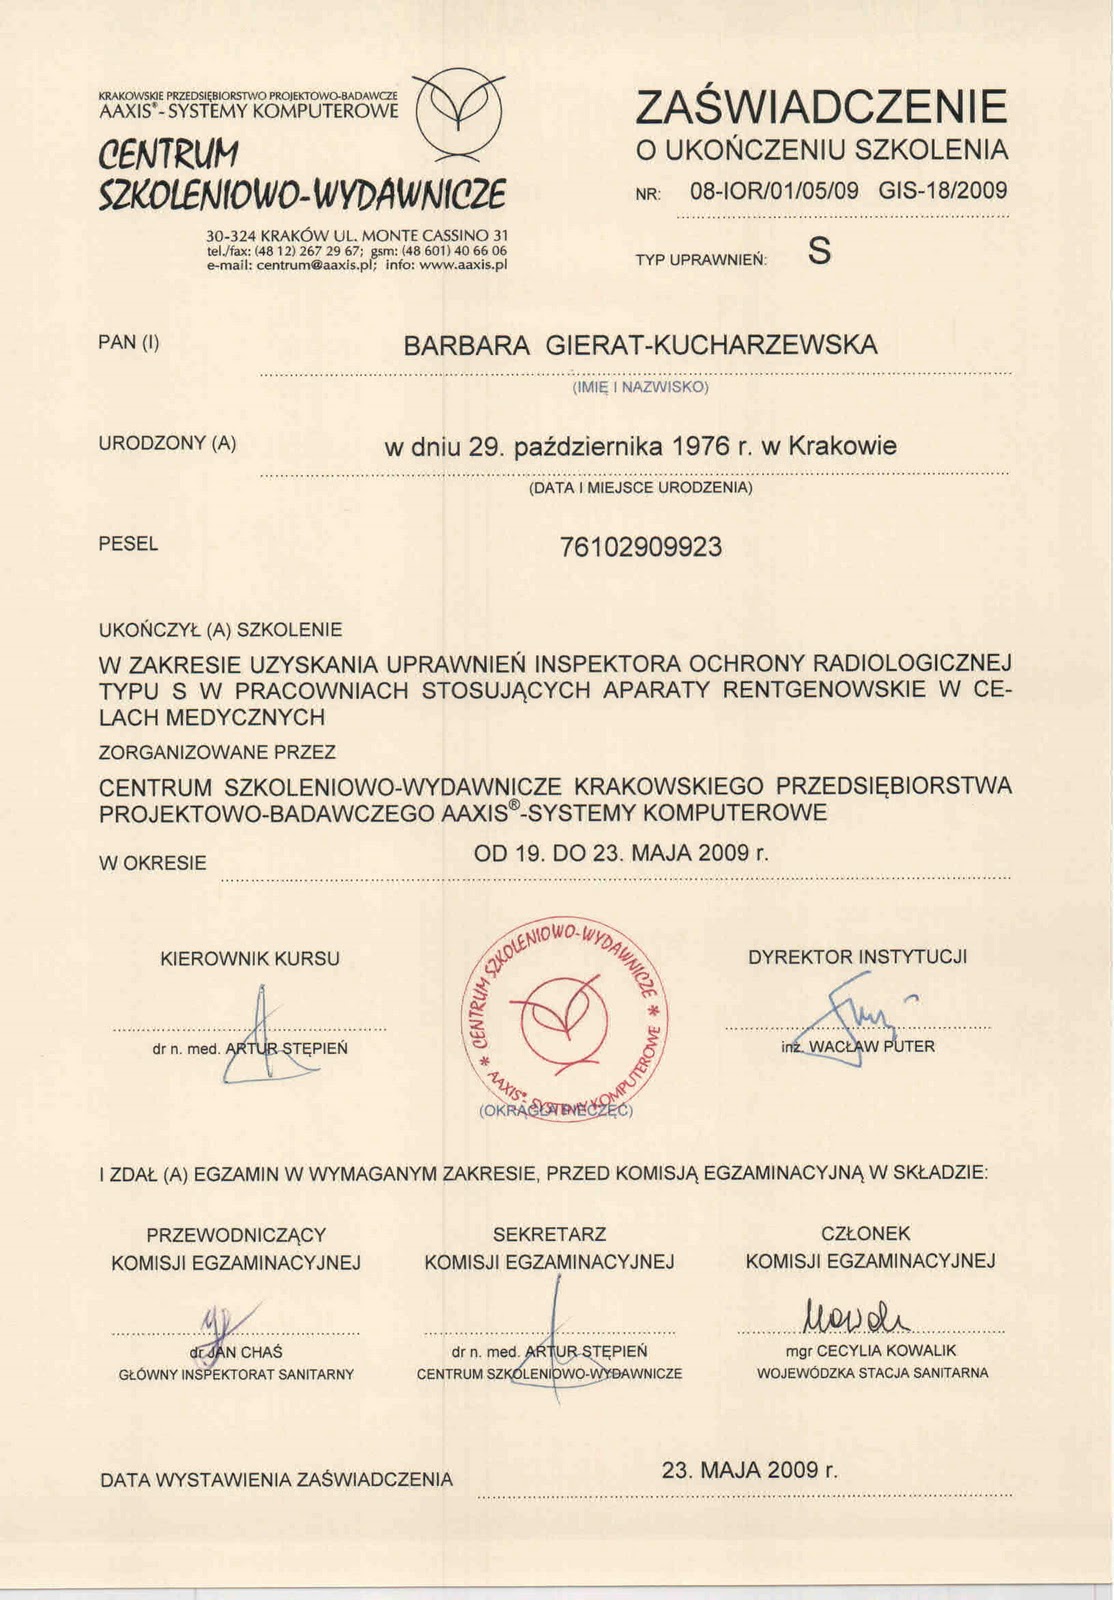 KRAKOWSKIE PRZEDSIĘBIORSTWO PROJEKTOWO-BADAWCZE
AAXIS®-SYSTEMY KOMPUTEROWE
CENTRUM
SZKOLENIOWO-WYDAWNICZE
30-324 KRAKÓW UL. MONTE CASSINO 31
tel./fax: (48 12) 267 29 67; gsm: (48 601) 40 66 06
e-mail: centrum@aaxis.pl; info: www.aaxis.pl
ZAŚWIADCZENIE
O UKOŃCZENIU SZKOLENIA
NR: 08-IOR/01/05/09 GIS-18/2009
TYP UPRAWNIEŃ: S
PAN (I) BARBARA GIERAT-KUCHARZEWSKA
(IMIĘ I NAZWISKO)
URODZONY (A) w dniu 29. października 1976 r. w Krakowie
(DATA I MIEJSCE URODZENIA)
PESEL 76102909923
UKOŃCZYŁ (A) SZKOLENIE
W ZAKRESIE UZYSKANIA UPRAWNIEŃ INSPEKTORA OCHRONY RADIOLOGICZNEJ
TYPU S W PRACOWNIACH STOSUJĄCYCH APARATY RENTGENOWSKIE W CE-
LACH MEDYCZNYCH
ZORGANIZOWANE PRZEZ
CENTRUM SZKOLENIOWO-WYDAWNICZE KRAKOWSKIEGO PRZEDSIĘBIORSTWA
PROJEKTOWO-BADAWCZEGO AAXIS®-SYSTEMY KOMPUTEROWE
W OKRESIE OD 19. DO 23. MAJA 2009 r.
KIEROWNIK KURSU
dr n. med. ARTUR STĘPIEŃ
* CENTRUM SZKOLENIOWO-WYDAWNICZE *
AAXIS®-SYSTEMY KOMPUTEROWE
(OKRĄGŁA PIECZĘĆ)
DYREKTOR INSTYTUCJI
inż. WACŁAW PUTER
I ZDAŁ (A) EGZAMIN W WYMAGANYM ZAKRESIE, PRZED KOMISJĄ EGZAMINACYJNĄ W SKŁADZIE:
PRZEWODNICZĄCY
KOMISJI EGZAMINACYJNEJ
dr JAN CHAŚ
GŁÓWNY INSPEKTORAT SANITARNY
SEKRETARZ
KOMISJI EGZAMINACYJNEJ
dr n. med. ARTUR STĘPIEŃ
CENTRUM SZKOLENIOWO-WYDAWNICZE
CZŁONEK
KOMISJI EGZAMINACYJNEJ
mgr CECYLIA KOWALIK
WOJEWÓDZKA STACJA SANITARNA
DATA WYSTAWIENIA ZAŚWIADCZENIA 23. MAJA 2009 r.